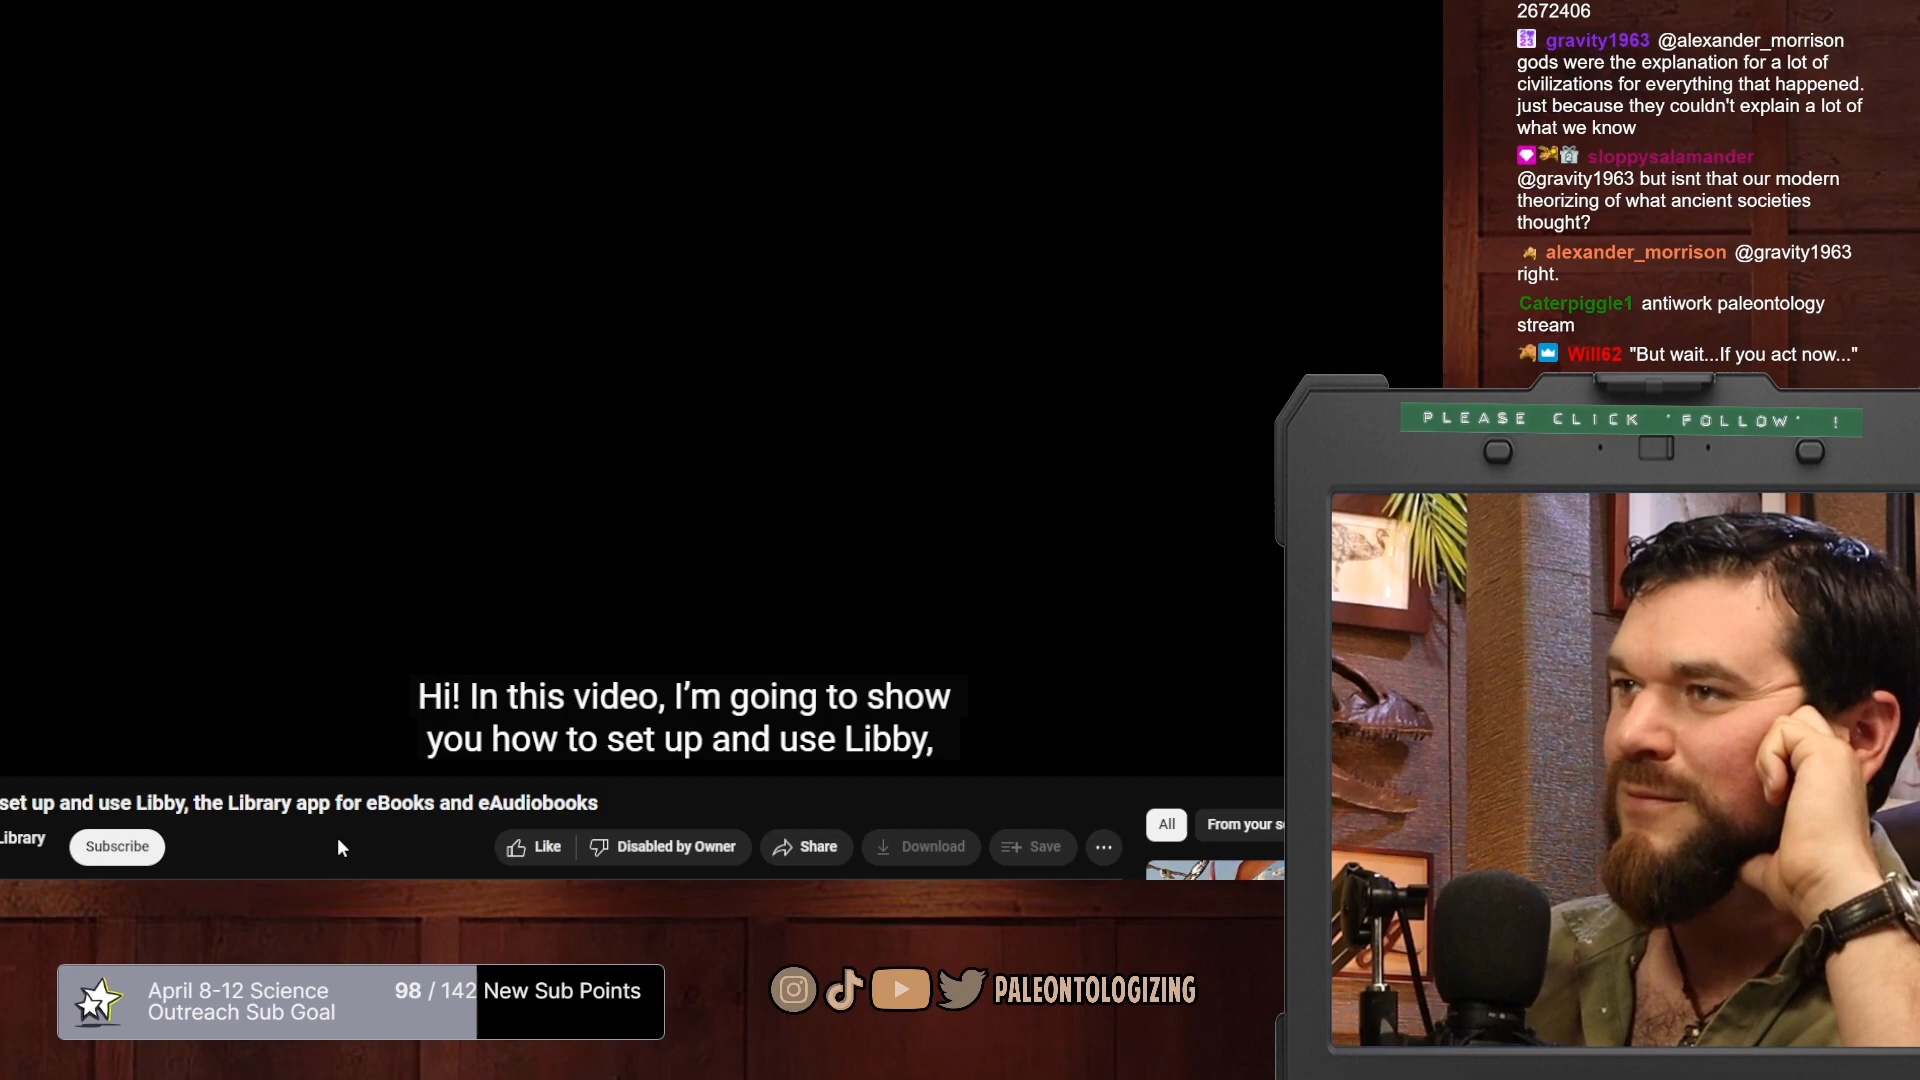 2672406
gravity1963 @alexander_morrison
gods were the explanation for a lot of
civilizations for everything that happened.
just because they couldn't explain a lot of
what we know
sloppysalamander
@gravity1963 but isnt that our modern
theorizing of what ancient societies
thought?
alexander_morrison @gravity1963
right.
Caterpiggle1 antiwork paleontology
stream
Will62 "But wait...If you act now..."
PLEASE CLICK 'FOLLOW' !
Hi! In this video, I'm going to show
you how to set up and use Libby,
set up and use Libby, the Library app for eBooks and eAudiobooks
Library
Subscribe
Like
Disabled by Owner
Share
Download
Save
All
From your s
April 8-12 Science
Outreach Sub Goal
98 / 142 New Sub Points
PALEONTOLOGIZING